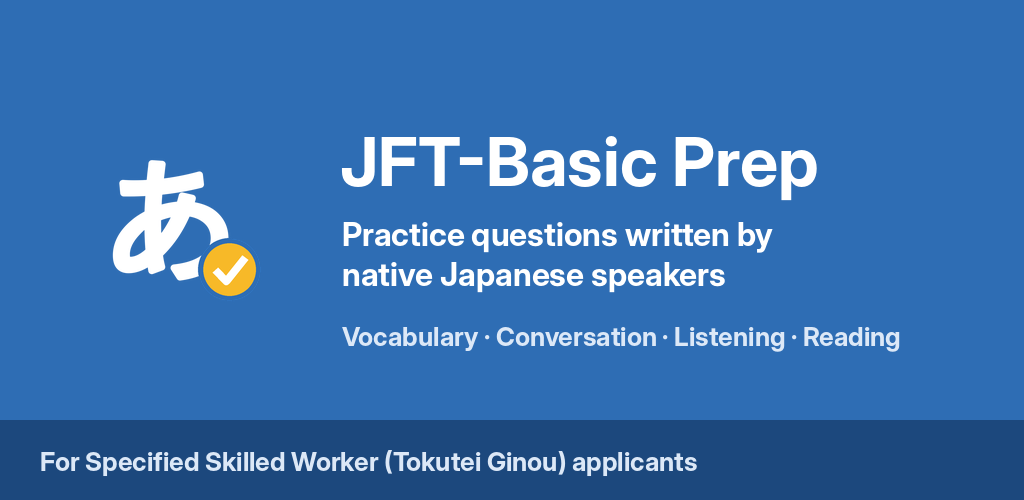 あ
JFT-Basic Prep
Practice questions written by
native Japanese speakers
Vocabulary · Conversation · Listening · Reading
For Specified Skilled Worker (Tokutei Ginou) applicants